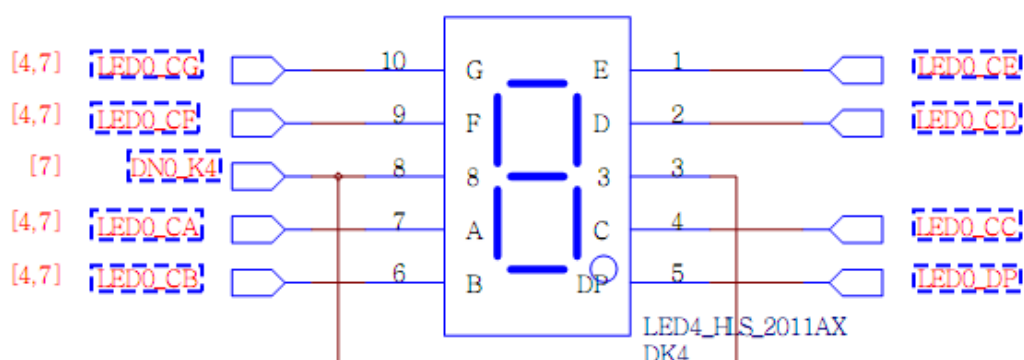 [4,7] LED0_CG 10 G E 1 LED0_CE
[4,7] LED0_CF 9 F D 2 LED0_CD
[7] DN0_K4 8 8 3 3
[4,7] LED0_CA 7 A C 4 LED0_CC
[4,7] LED0_CB 6 B DP 5 LED0_DP
LED4_HLS_2011AX
DK4